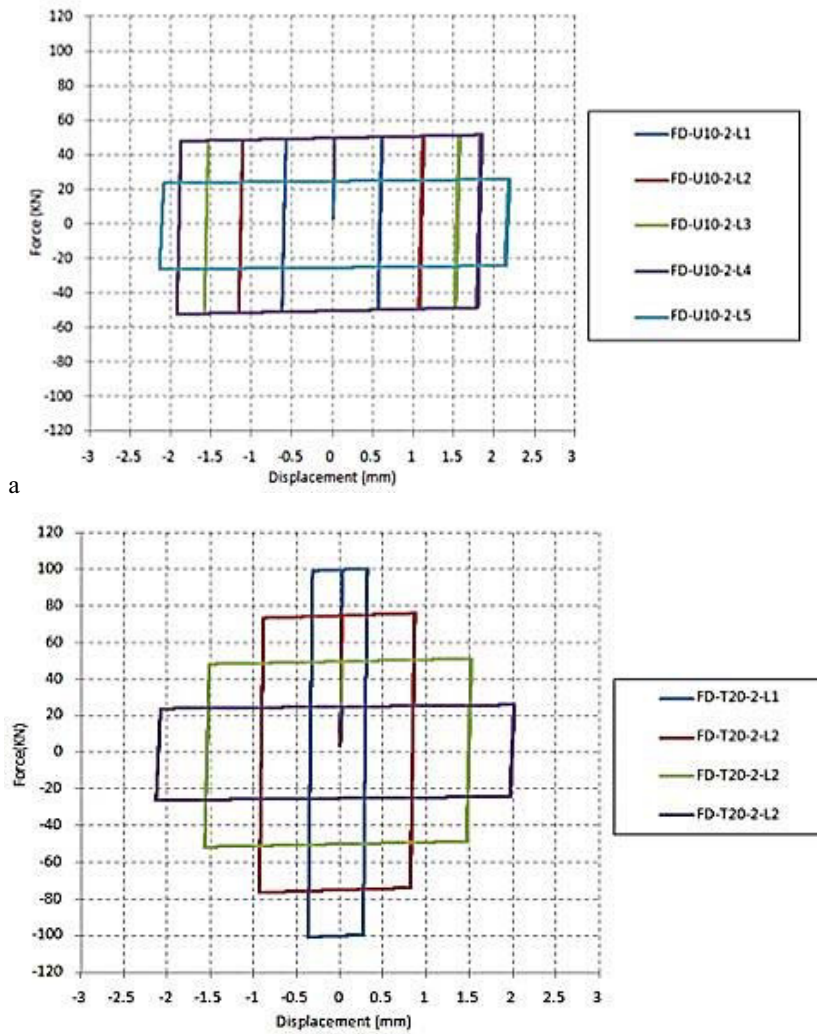 120
100
80
60
40
20
0
-20
-40
-60
-80
-100
-120
Force (KN)
-3 -2.5 -2 -1.5 -1 -0.5 0 0.5 1 1.5 2 2.5 3
Displacement (mm)
FD-U10-2-L1
FD-U10-2-L2
FD-U10-2-L3
FD-U10-2-L4
FD-U10-2-L5
a
120
100
80
60
40
20
0
-20
-40
-60
-80
-100
-120
Force(KN)
-3 -2.5 -2 -1.5 -1 -0.5 0 0.5 1 1.5 2 2.5 3
Displacement (mm)
FD-T20-2-L1
FD-T20-2-L2
FD-T20-2-L2
FD-T20-2-L2